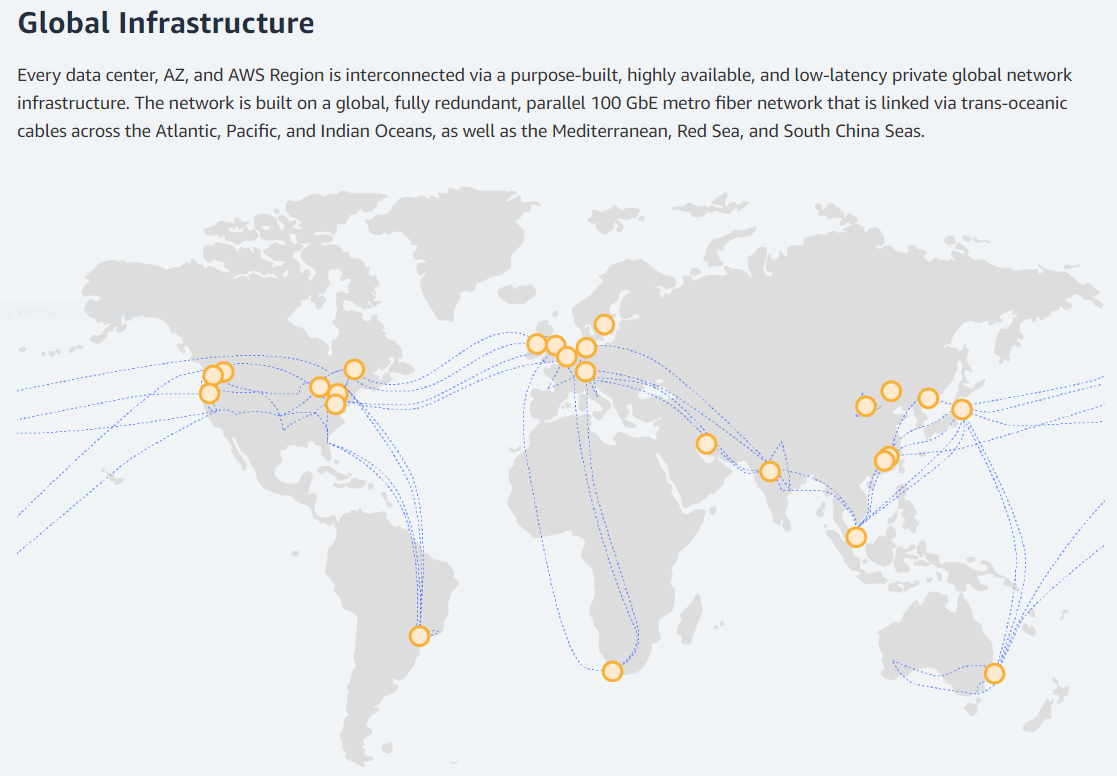 Global Infrastructure
Every data center, AZ, and AWS Region is interconnected via a purpose-built, highly available, and low-latency private global network
infrastructure. The network is built on a global, fully redundant, parallel 100 GbE metro fiber network that is linked via trans-oceanic
cables across the Atlantic, Pacific, and Indian Oceans, as well as the Mediterranean, Red Sea, and South China Seas.